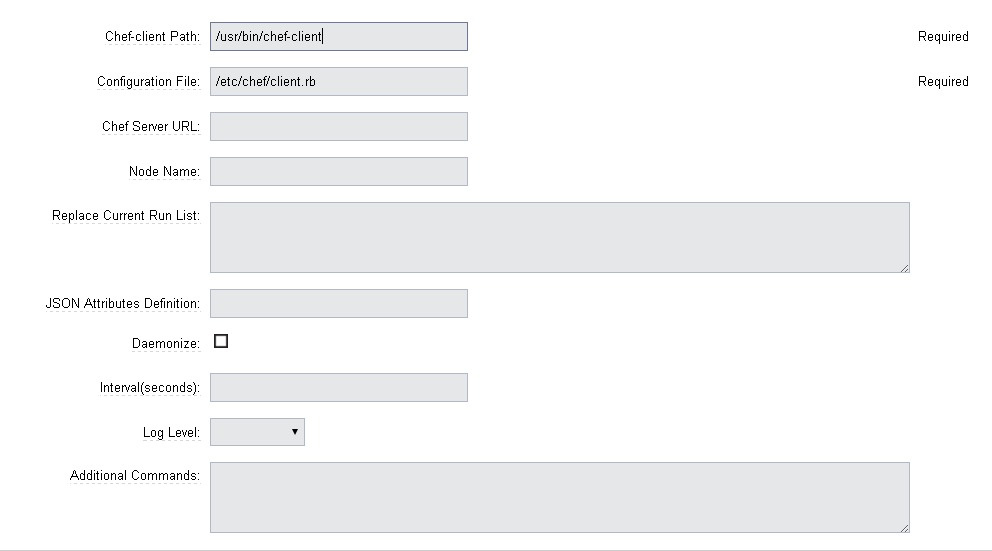 Chef-client Path: /usr/bin/chef-client Required
Configuration File: /etc/chef/client.rb Required
Chef Server URL:
Node Name:
Replace Current Run List:
JSON Attributes Definition:
Daemonize:
Interval(seconds):
Log Level:
Additional Commands: